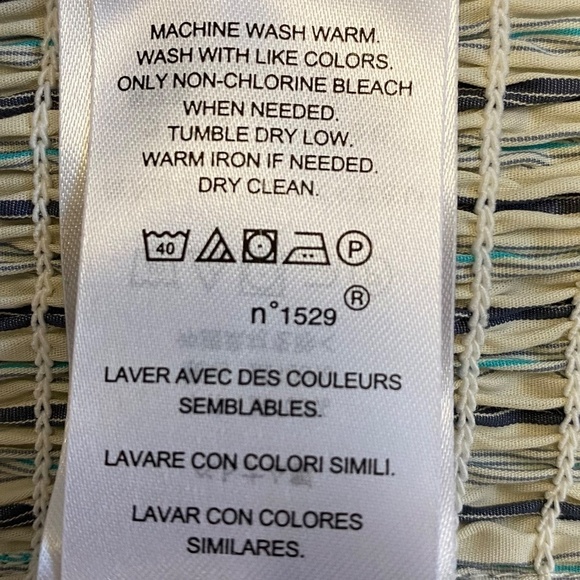 MACHINE WASH WARM.
WASH WITH LIKE COLORS.
ONLY NON-CHLORINE BLEACH
WHEN NEEDED.
TUMBLE DRY LOW.
WARM IRON IF NEEDED.
DRY CLEAN.
40 P
n°1529 ®
LAVER AVEC DES COULEURS
SEMBLABLES.
LAVARE CON COLORI SIMILI.
LAVAR CON COLORES
SIMILARES.